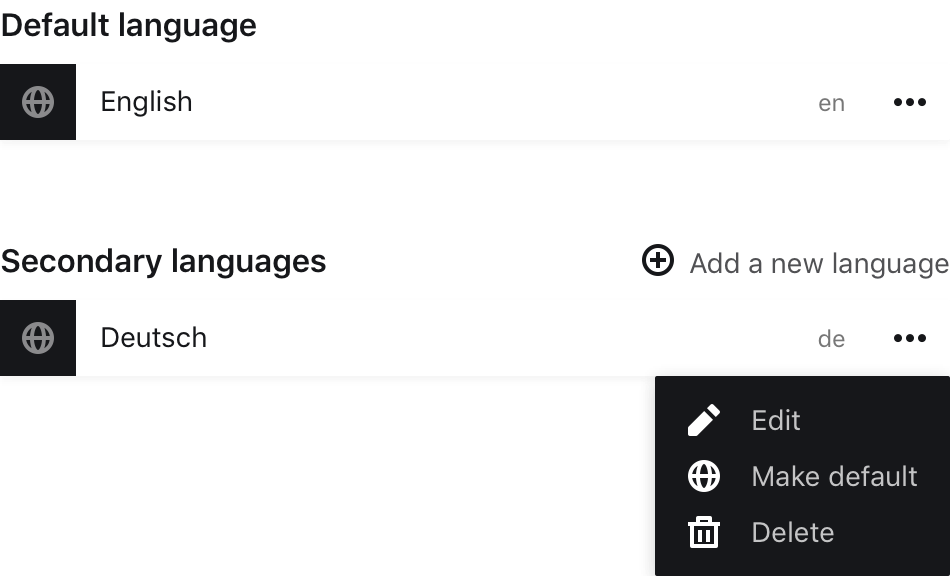 Default language
English en
Secondary languages Add a new language
Deutsch de
Edit
Make default
Delete